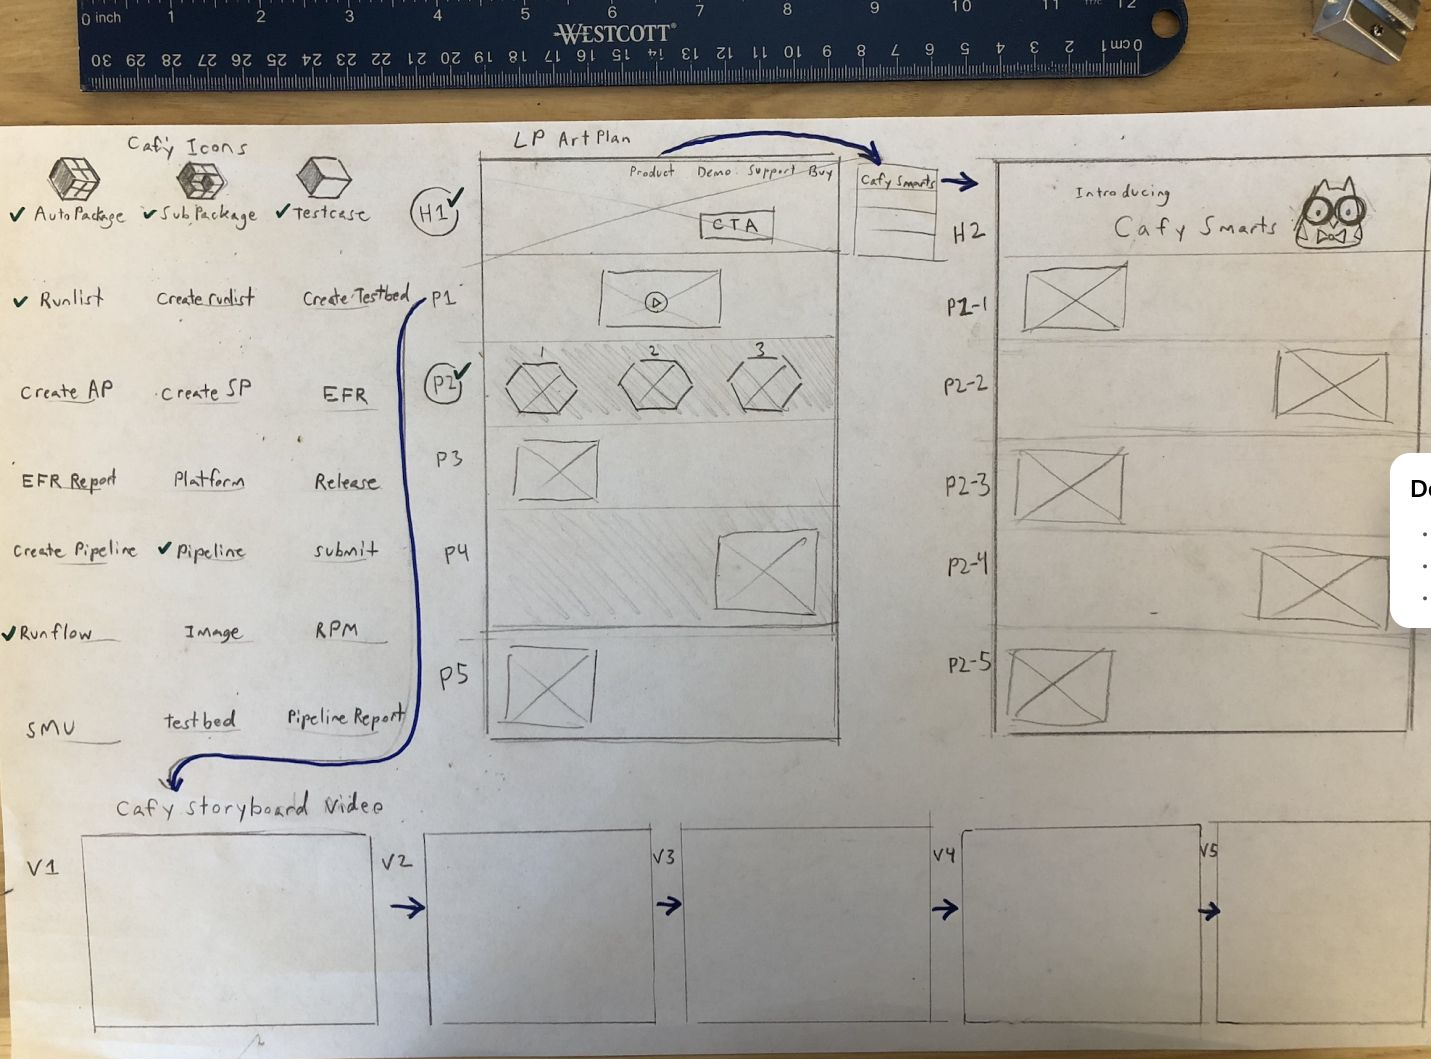 0 inch 1 2 3 4 5 6 7 8 9 10 11 12
WESTCOTT®
30 29 28 27 26 25 24 23 22 21 20 19 18 17 16 15 14 13 12 11 10 9 8 7 6 5 4 3 2 1 cm 0
Cafy Icons
AutoPackage SubPackage Testcase
Runlist Create runlist Create Testbed
Create AP Create SP EFR
EFR Report Platform Release
Create Pipeline Pipeline submit
Runflow Image RPM
SMU testbed Pipeline Report
LP Art Plan
Product Demo Support Buy
H1
CTA
P1
P2
1 2 3
P3
P4
P5
Cafy Smarts
H2
Introducing
Cafy Smarts
P2-1
P2-2
P2-3
P2-4
P2-5
Cafy Storyboard Video
V1 V2 V3 V4 V5